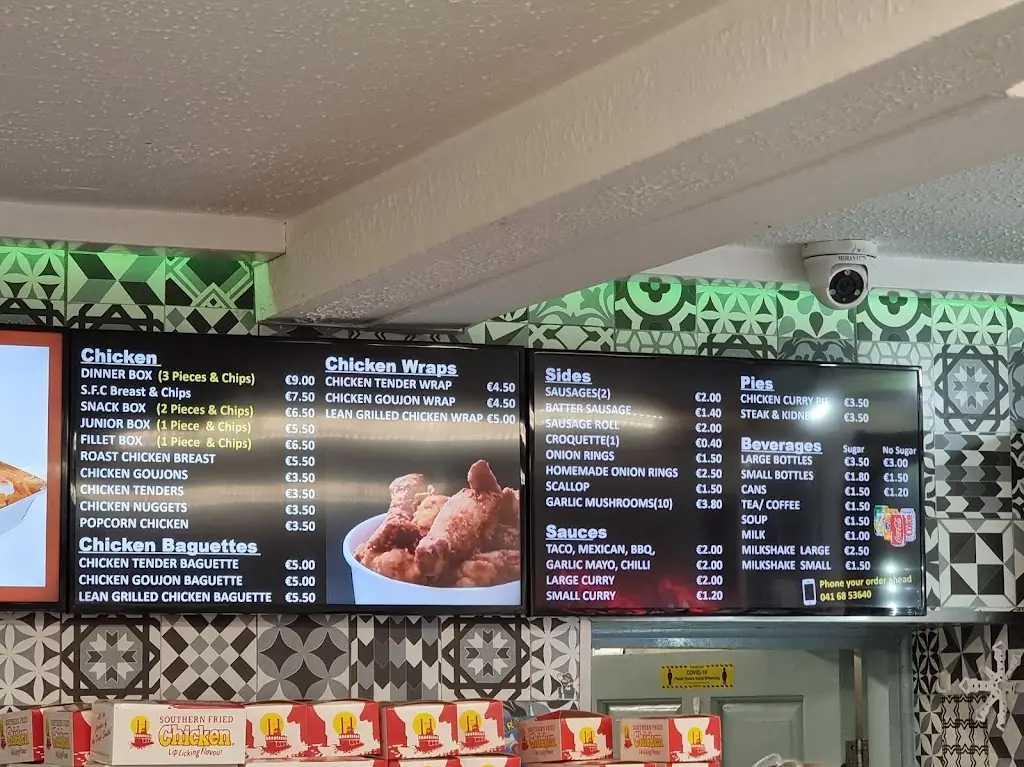 Chicken
DINNER BOX (3 Pieces & Chips) €9.00
S.F.C Breast & Chips €7.50
SNACK BOX (2 Pieces & Chips) €6.50
JUNIOR BOX (1 Piece & Chips) €5.50
FILLET BOX (1 Piece & Chips) €6.50
ROAST CHICKEN BREAST €5.50
CHICKEN GOUJONS €3.50
CHICKEN TENDERS €3.50
CHICKEN NUGGETS €3.50
POPCORN CHICKEN €3.50
Chicken Baguettes
CHICKEN TENDER BAGUETTE €5.00
CHICKEN GOUJON BAGUETTE €5.00
LEAN GRILLED CHICKEN BAGUETTE €5.50
Chicken Wraps
CHICKEN TENDER WRAP €4.50
CHICKEN GOUJON WRAP €4.50
LEAN GRILLED CHICKEN WRAP €5.00
Sides
SAUSAGES(2) €2.00
BATTER SAUSAGE €1.40
SAUSAGE ROLL €2.00
CROQUETTE(1) €0.40
ONION RINGS €1.50
HOMEMADE ONION RINGS €2.50
SCALLOP €1.50
GARLIC MUSHROOMS(10) €3.80
Sauces
TACO, MEXICAN, BBQ, €2.00
GARLIC MAYO, CHILLI €2.00
LARGE CURRY €2.00
SMALL CURRY €1.20
Pies
CHICKEN CURRY PIE €3.50
STEAK & KIDNEY €3.50
Beverages Sugar No Sugar
LARGE BOTTLES €3.50 €3.00
SMALL BOTTLES €1.80 €1.50
CANS €1.50 €1.20
TEA/ COFFEE €1.50
SOUP €1.50
MILK €1.00
MILKSHAKE LARGE €2.50
MILKSHAKE SMALL €1.50
Phone your order ahead
041 68 53640
COVID-19
SOUTHERN FRIED
Chicken
Lip Licking Flavour!